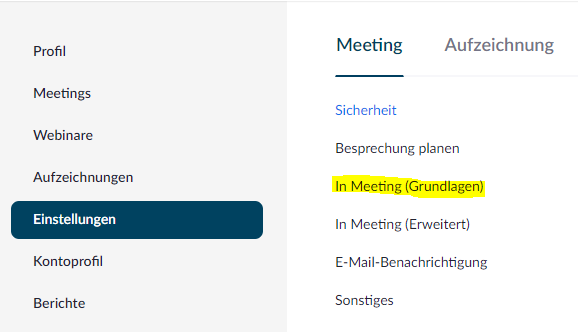 Profil
Meetings
Webinare
Aufzeichnungen
Einstellungen
Kontoprofil
Berichte
Meeting Aufzeichnung
Sicherheit
Besprechung planen
In Meeting (Grundlagen)
In Meeting (Erweitert)
E-Mail-Benachrichtigung
Sonstiges